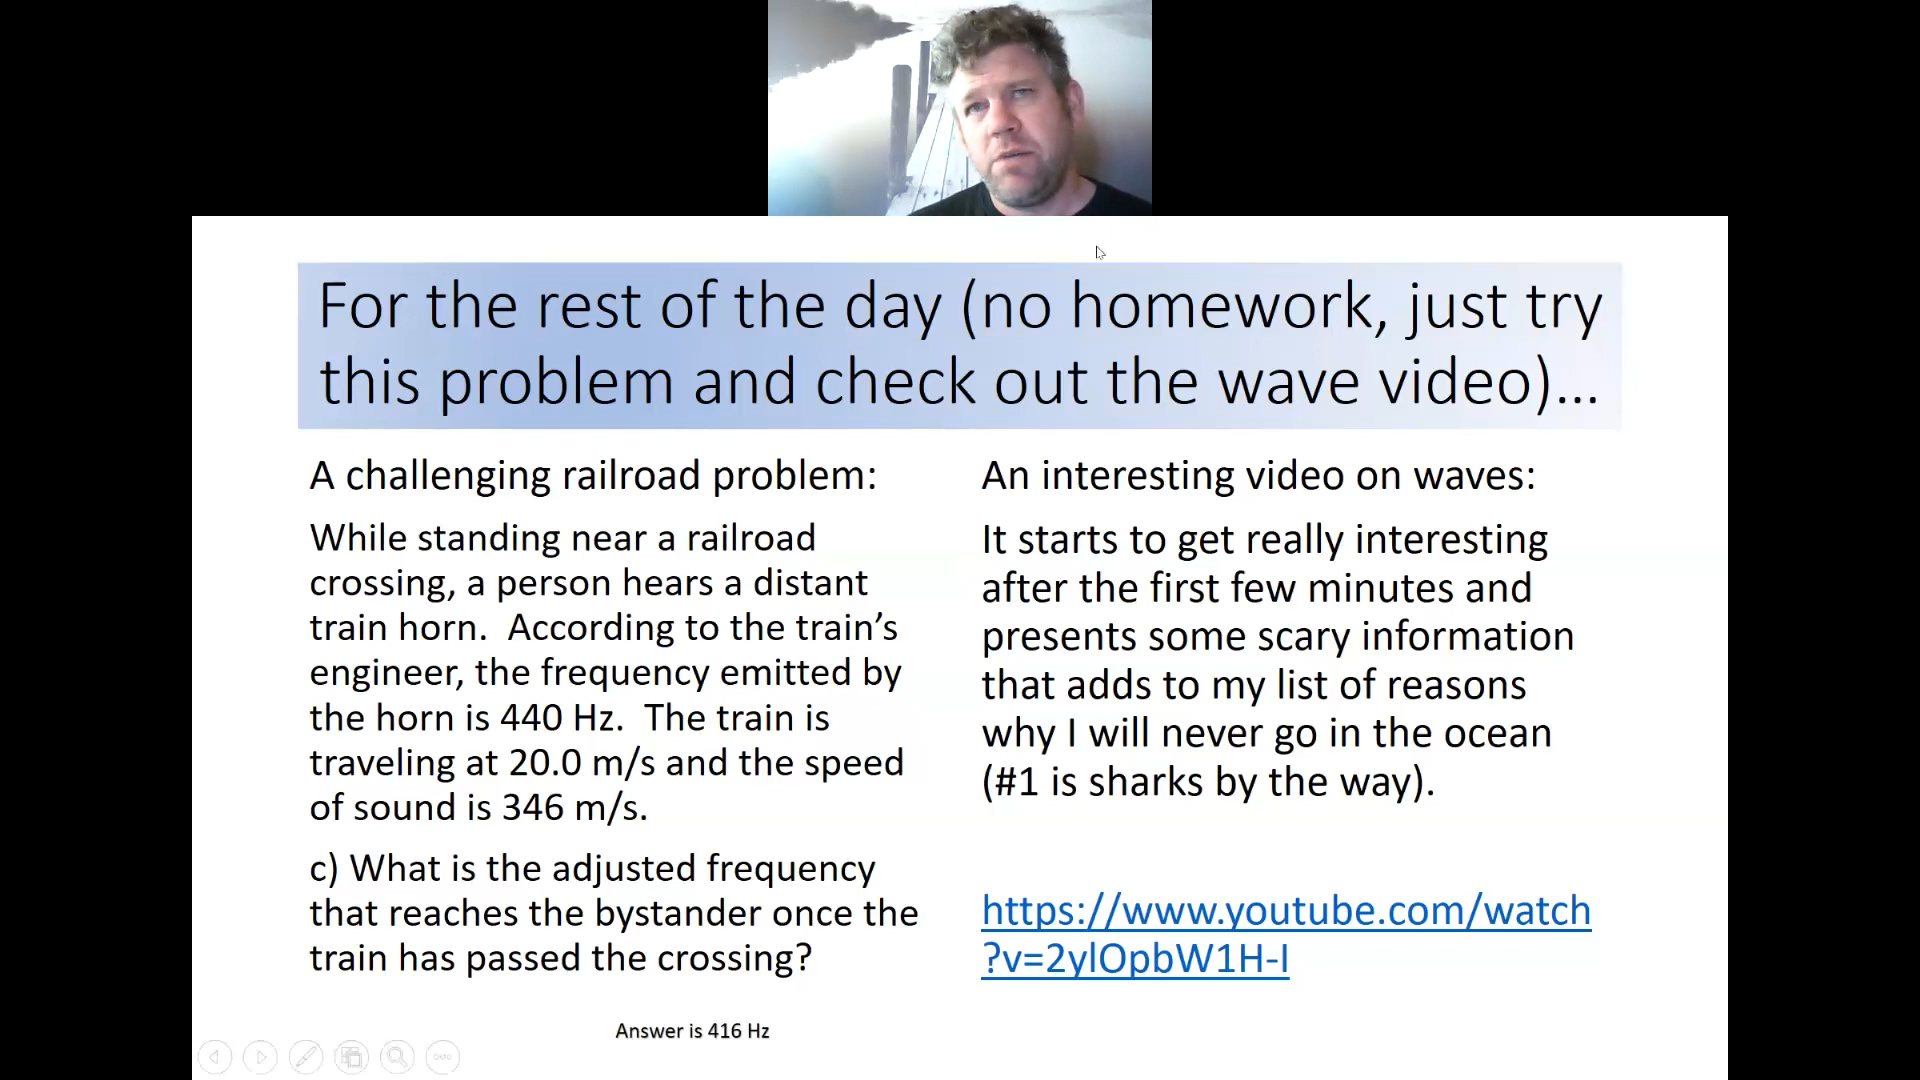 For the rest of the day (no homework, just try
this problem and check out the wave video)...
A challenging railroad problem:
While standing near a railroad
crossing, a person hears a distant
train horn.  According to the train’s
engineer, the frequency emitted by
the horn is 440 Hz.  The train is
traveling at 20.0 m/s and the speed
of sound is 346 m/s.
c) What is the adjusted frequency
that reaches the bystander once the
train has passed the crossing?
Answer is 416 Hz
An interesting video on waves:
It starts to get really interesting
after the first few minutes and
presents some scary information
that adds to my list of reasons
why I will never go in the ocean
(#1 is sharks by the way).
https://www.youtube.com/watch
?v=2ylOpbW1H-I